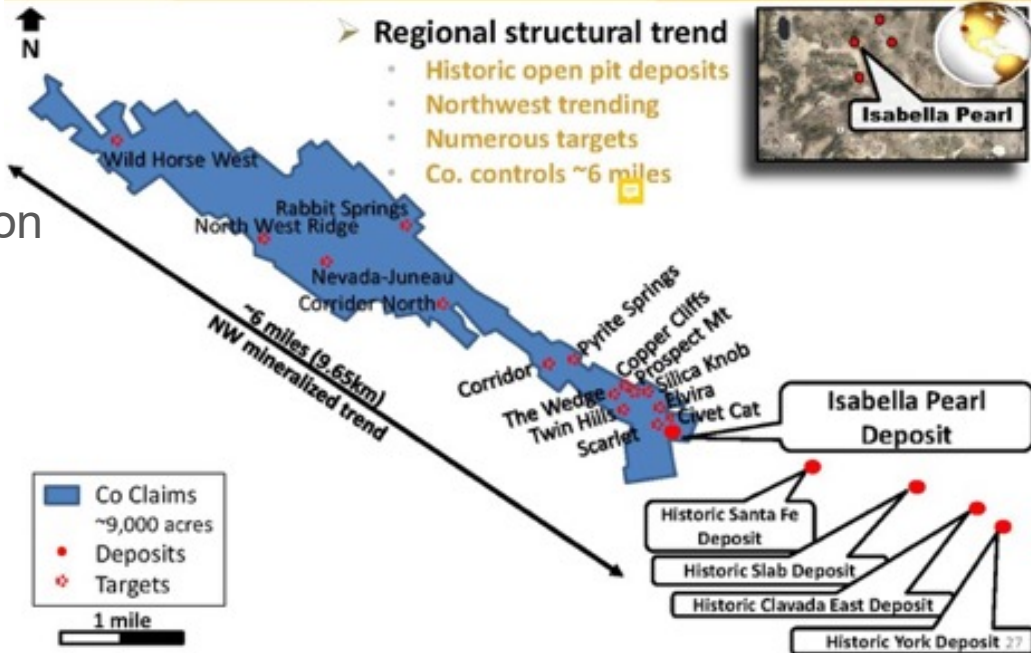 N
➤ Regional structural trend
• Historic open pit deposits
• Northwest trending
• Numerous targets
• Co. controls ~6 miles
Isabella Pearl
on
Wild Horse West
Rabbit Springs
North West Ridge
Nevada-Juneau
Corridor North
~6 miles (9.65km)
NW mineralized trend
Pyrite Springs
Copper Cliffs
Prospect Mt
Silica Knob
Elvira
Civet Cat
Corridor
The Wedge
Twin Hills
Scarlet
Isabella Pearl
Deposit
Historic Santa Fe
Deposit
Historic Slab Deposit
Historic Clavada East Deposit
Historic York Deposit
27
Co Claims
~9,000 acres
Deposits
Targets
1 mile